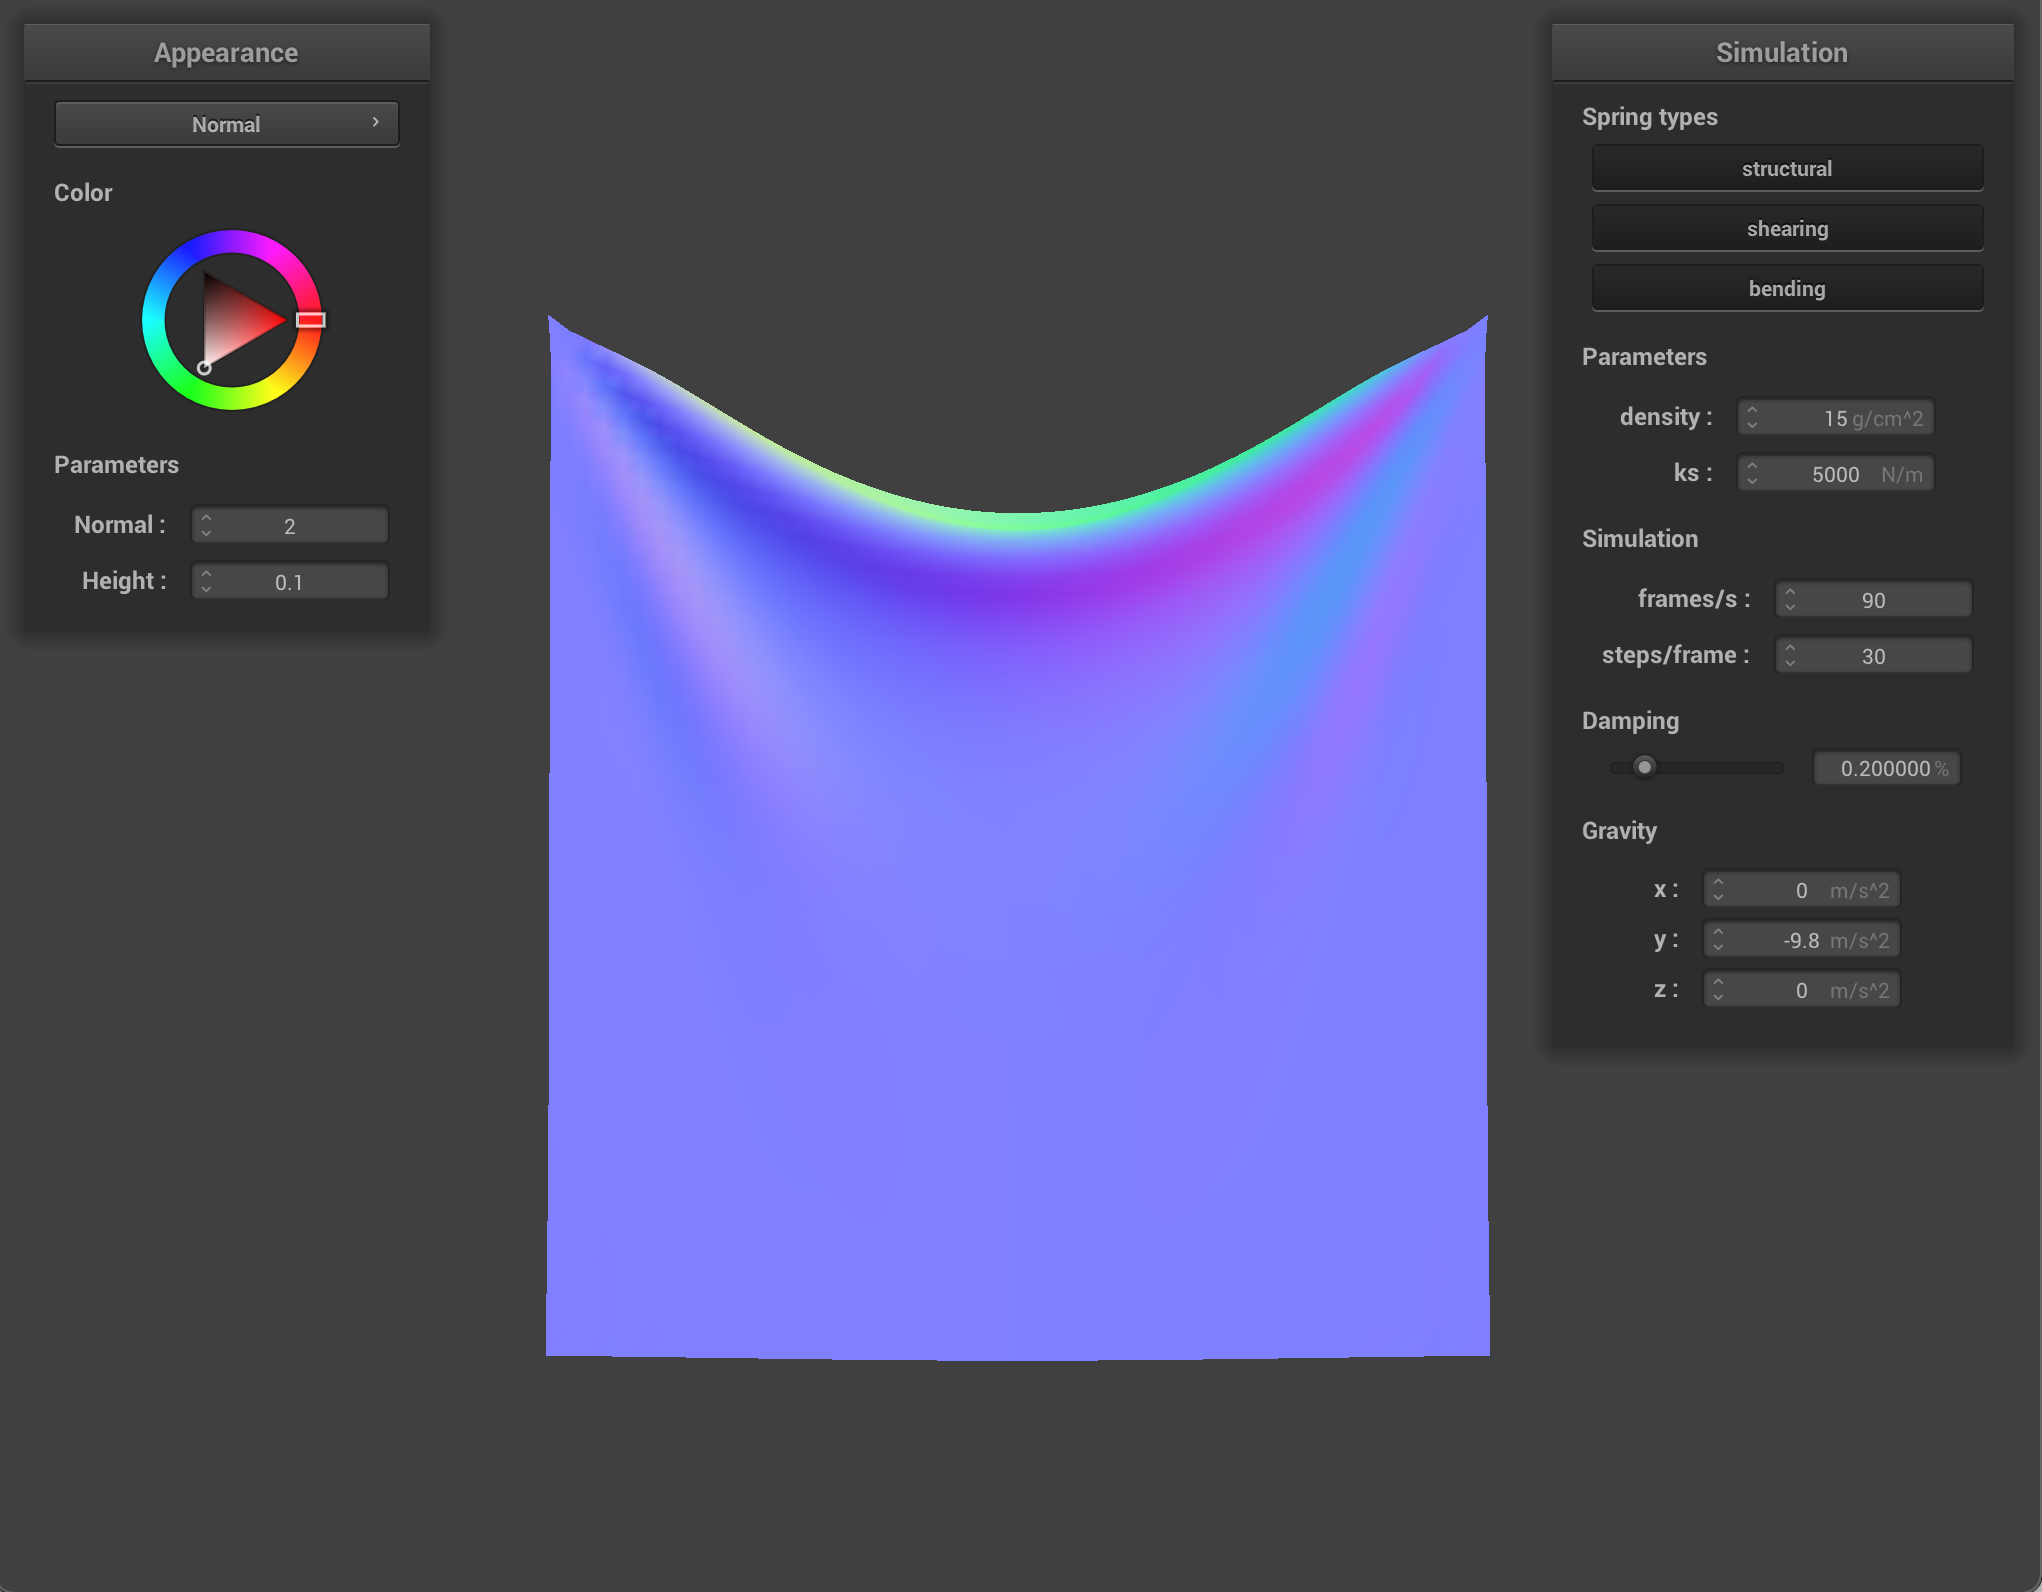 Appearance
Normal
Color
Parameters
Normal : 2
Height : 0.1
Simulation
Spring types
structural
shearing
bending
Parameters
density : 15 g/cm^2
ks : 5000 N/m
Simulation
frames/s : 90
steps/frame : 30
Damping
0.200000 %
Gravity
x : 0 m/s^2
y : -9.8 m/s^2
z : 0 m/s^2